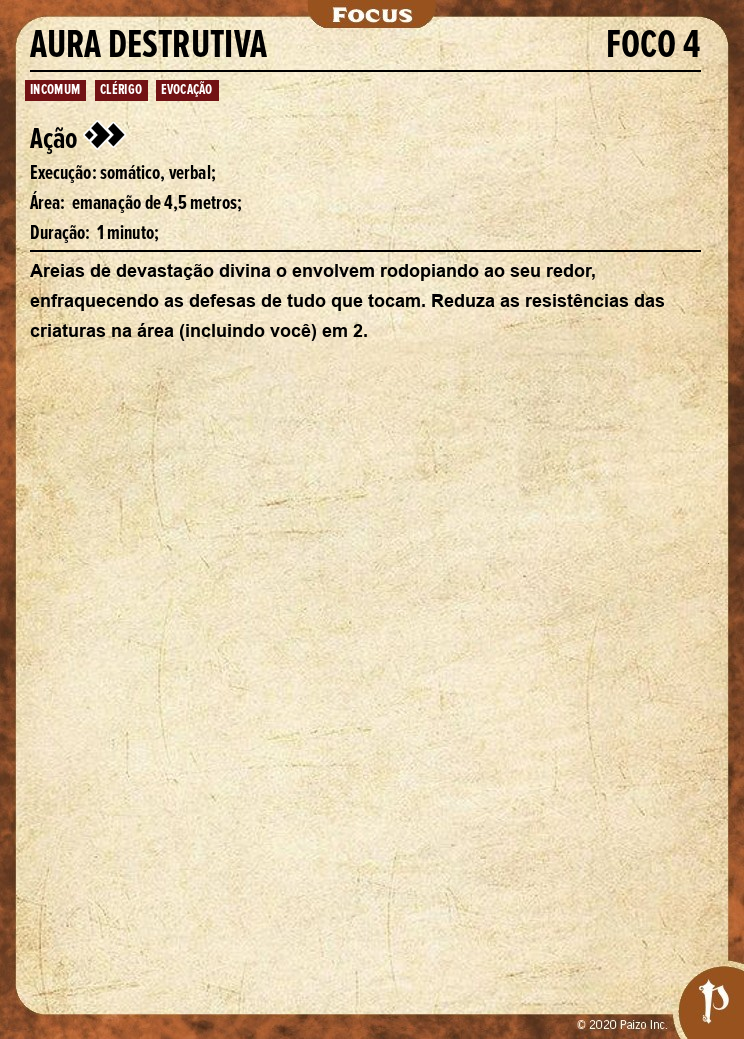 Focus
AURA DESTRUTIVA FOCO 4
INCOMUM CLÉRIGO EVOCAÇÃO
Ação
Execução: somático, verbal;
Área: emanação de 4,5 metros;
Duração: 1 minuto;
Areias de devastação divina o envolvem rodopiando ao seu redor,
enfraquecendo as defesas de tudo que tocam. Reduza as resistências das
criaturas na área (incluindo você) em 2.
© 2020 Paizo Inc.
P